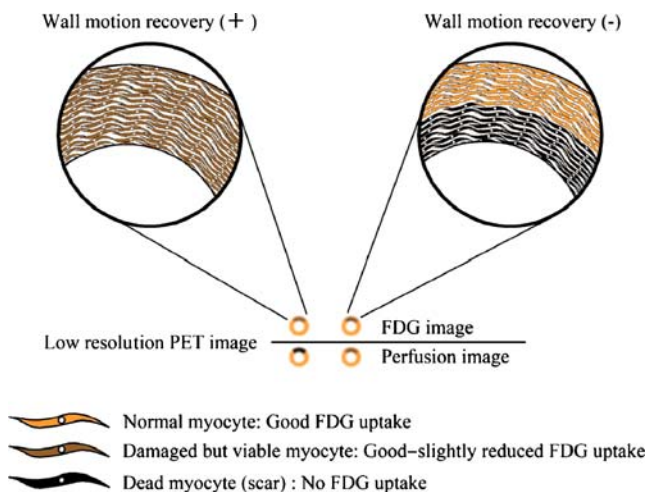 Wall motion recovery (+)
Wall motion recovery (-)
FDG image
Low resolution PET image
Perfusion image
Normal myocyte: Good FDG uptake
Damaged but viable myocyte: Good–slightly reduced FDG uptake
Dead myocyte (scar) : No FDG uptake